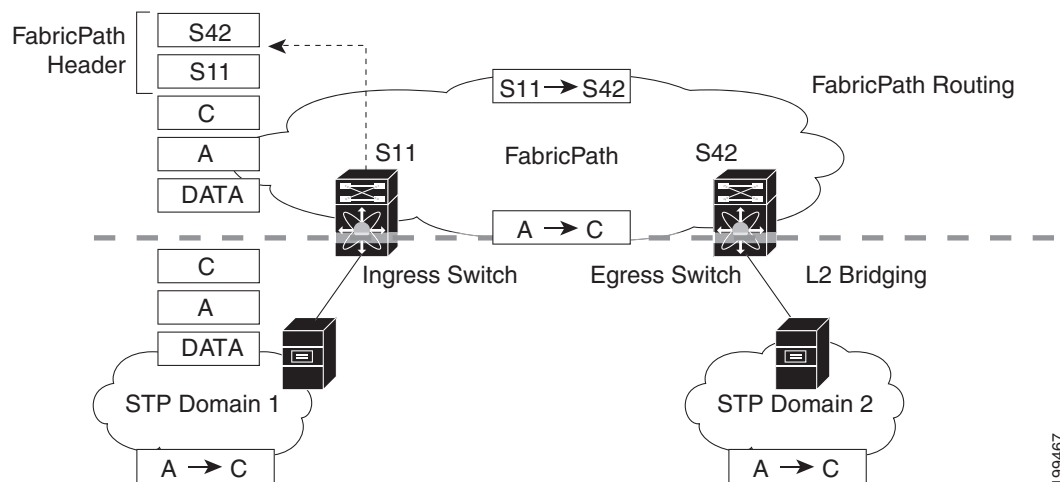 FabricPath
Header
S42
S11
C
A
DATA
S11 → S42
FabricPath Routing
S11
FabricPath
S42
A → C
Ingress Switch
Egress Switch
L2 Bridging
C
A
DATA
STP Domain 1
STP Domain 2
A → C
A → C
199467